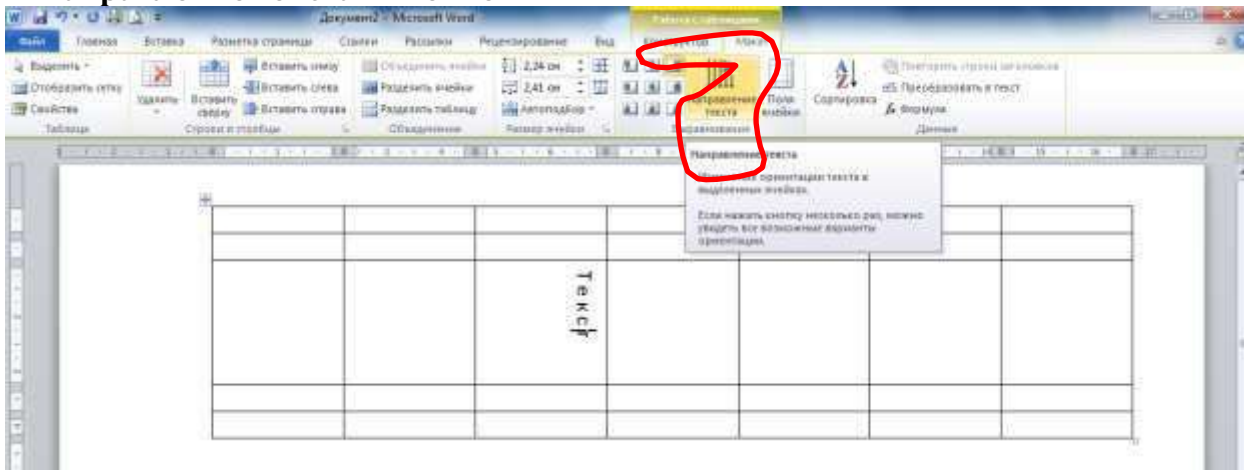 Документ2 - Microsoft Word
Работа с таблицами
Файл Главная Вставка Разметка страницы Ссылки Рассылки Рецензирование Вид Конструктор Макет
Выделить
Отобразить сетку
Свойства
Таблица
Удалить
Вставить сверху
Вставить снизу
Вставить слева
Вставить справа
Строки и столбцы
Объединить ячейки
Разделить ячейки
Разделить таблицу
Объединение
2,24 см
2,41 см
Автоподбор
Размер ячейки
Направление текста
Поля ячейки
Выравнивание
Сортировка
Повторить строки заголовков
Преобразовать в текст
Формула
Данные
Направление текста
Изменение ориентации текста в
выделенных ячейках.
Если нажать кнопку несколько раз, можно
увидеть все возможные варианты
ориентации.
Текст